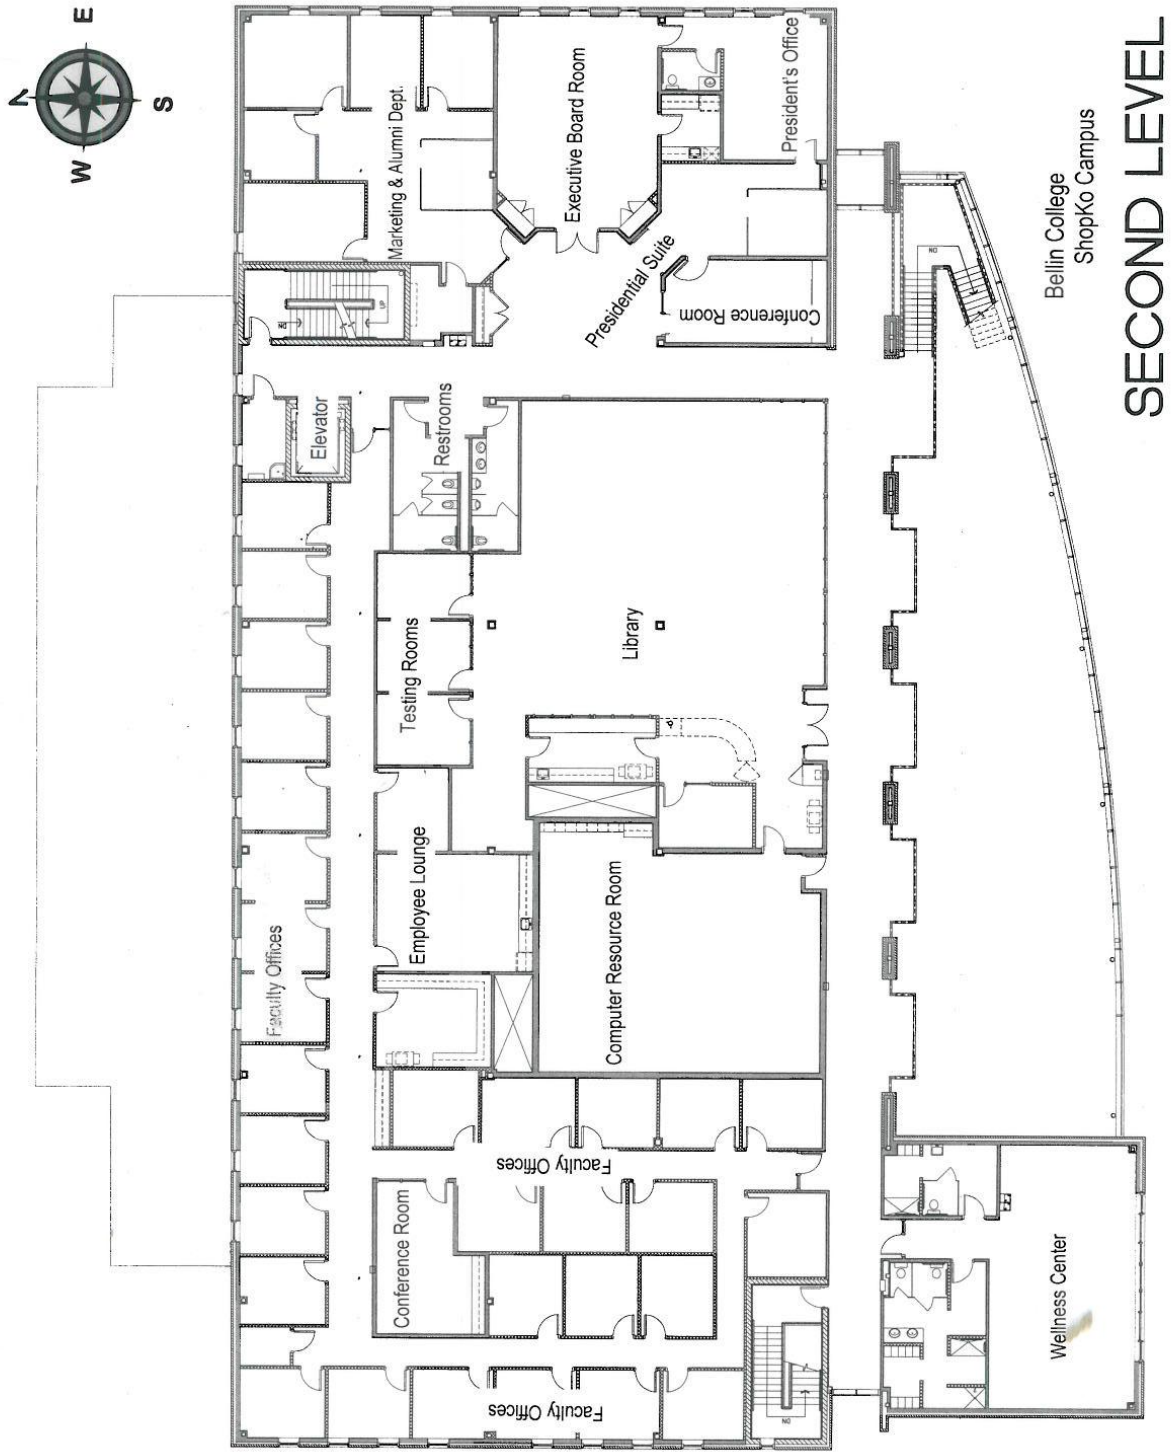 N
E
S
W
Marketing & Alumni Dept.
Executive Board Room
President's Office
Presidential Suite
Conference Room
DN
UP
DN
Elevator
Restrooms
Testing Rooms
Library
Employee Lounge
Computer Resource Room
Faculty Offices
Faculty Offices
Conference Room
Faculty Offices
DN
Wellness Center
Bellin College
ShopKo Campus
SECOND LEVEL